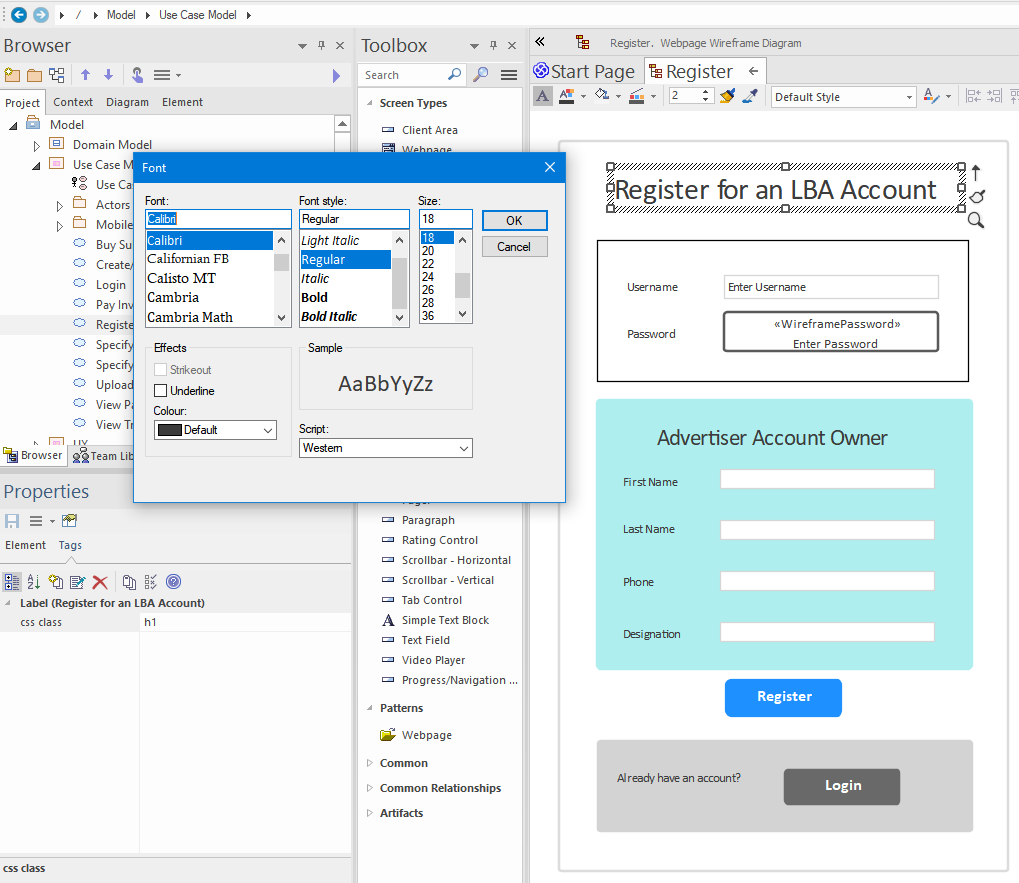 / Model Use Case Model
Browser
Project Context Diagram Element
Model
Domain Model
Use Case M
Use Ca
Actors
Mobile
Buy Su
Create/
Login
Pay Inv
Registe
Specify
Specify
Upload
View Pa
View Tr
UX
Browser Team Lib
Properties
Element Tags
Label (Register for an LBA Account)
css class h1
css class
Toolbox
Search
Screen Types
Client Area
Webpage
Paragraph
Rating Control
Scrollbar - Horizontal
Scrollbar - Vertical
Tab Control
Simple Text Block
Text Field
Video Player
Progress/Navigation ...
Patterns
Webpage
Common
Common Relationships
Artifacts
Font
Font: Font style: Size:
Calibri Regular 18
OK
Cancel
Calibri
Californian FB
Calisto MT
Cambria
Cambria Math
Light Italic
Regular
Italic
Bold
Bold Italic
18
20
22
24
26
28
36
Effects
Strikeout
Underline
Colour:
Default
Sample
AaBbYyZz
Script:
Western
Register. Webpage Wireframe Diagram
Start Page Register
2 Default Style
Register for an LBA Account
Username Enter Username
«WireframePassword»
Password
Enter Password
Advertiser Account Owner
First Name
Last Name
Phone
Designation
Register
Already have an account? Login